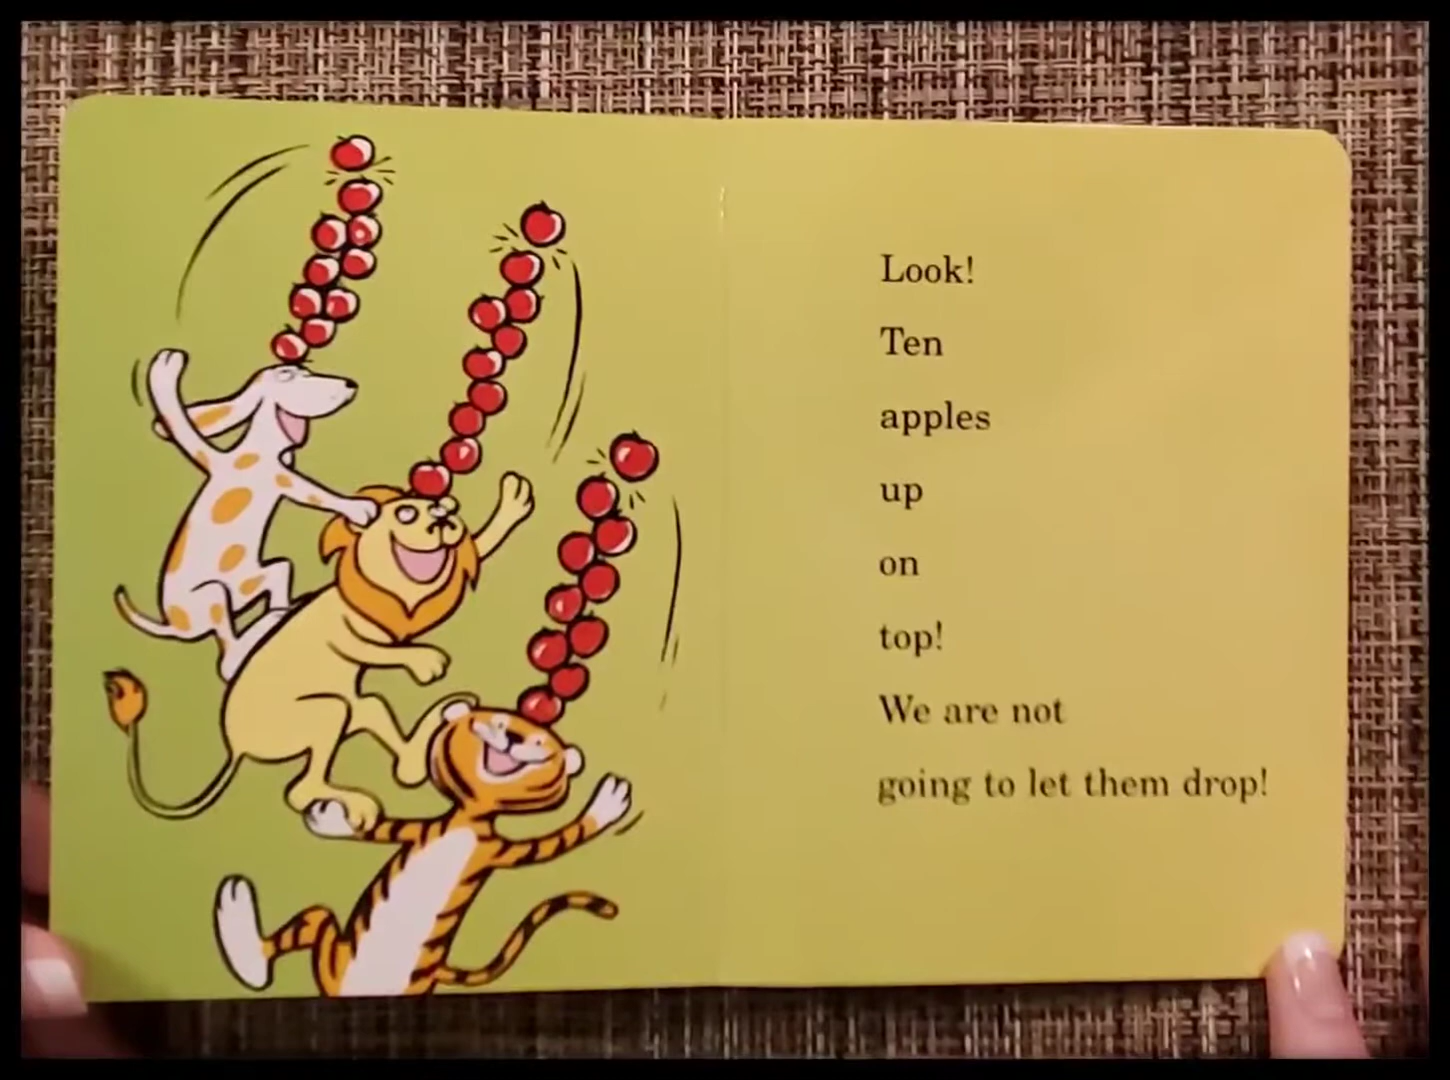 Look!
Ten
apples
up
on
top!
We are not
going to let them drop!